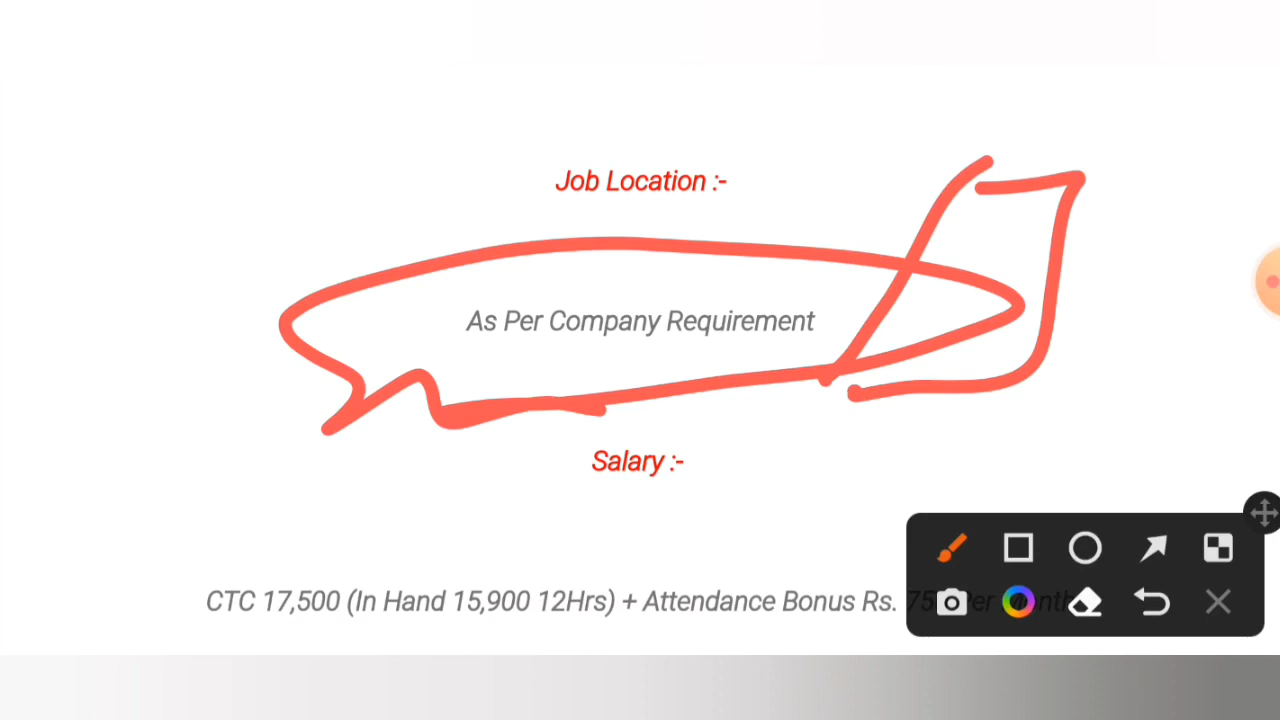 Job Location :-
As Per Company Requirement
Salary :-
CTC 17,500 (In Hand 15,900 12Hrs) + Attendance Bonus Rs.